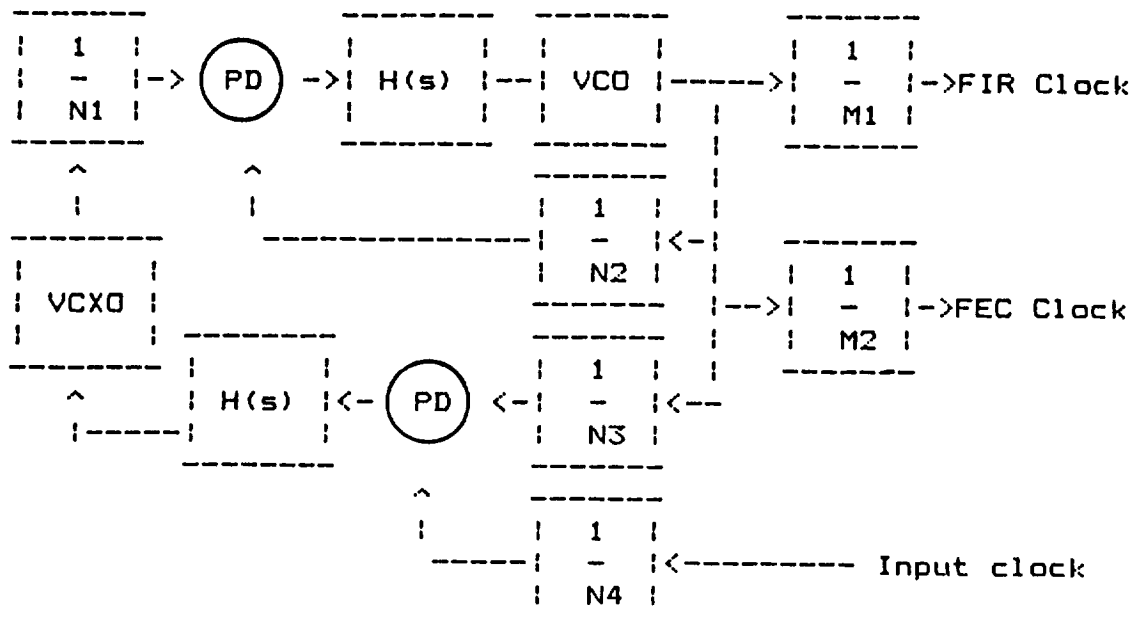 1 1
- -> PD -> H(s) -- VCO -----> - ->FIR Clock
N1 M1
1
-
N2
VCXO 1
- ->FEC Clock
M2
1
H(s) <- PD <- -
N3
1
- <--------- Input clock
N4